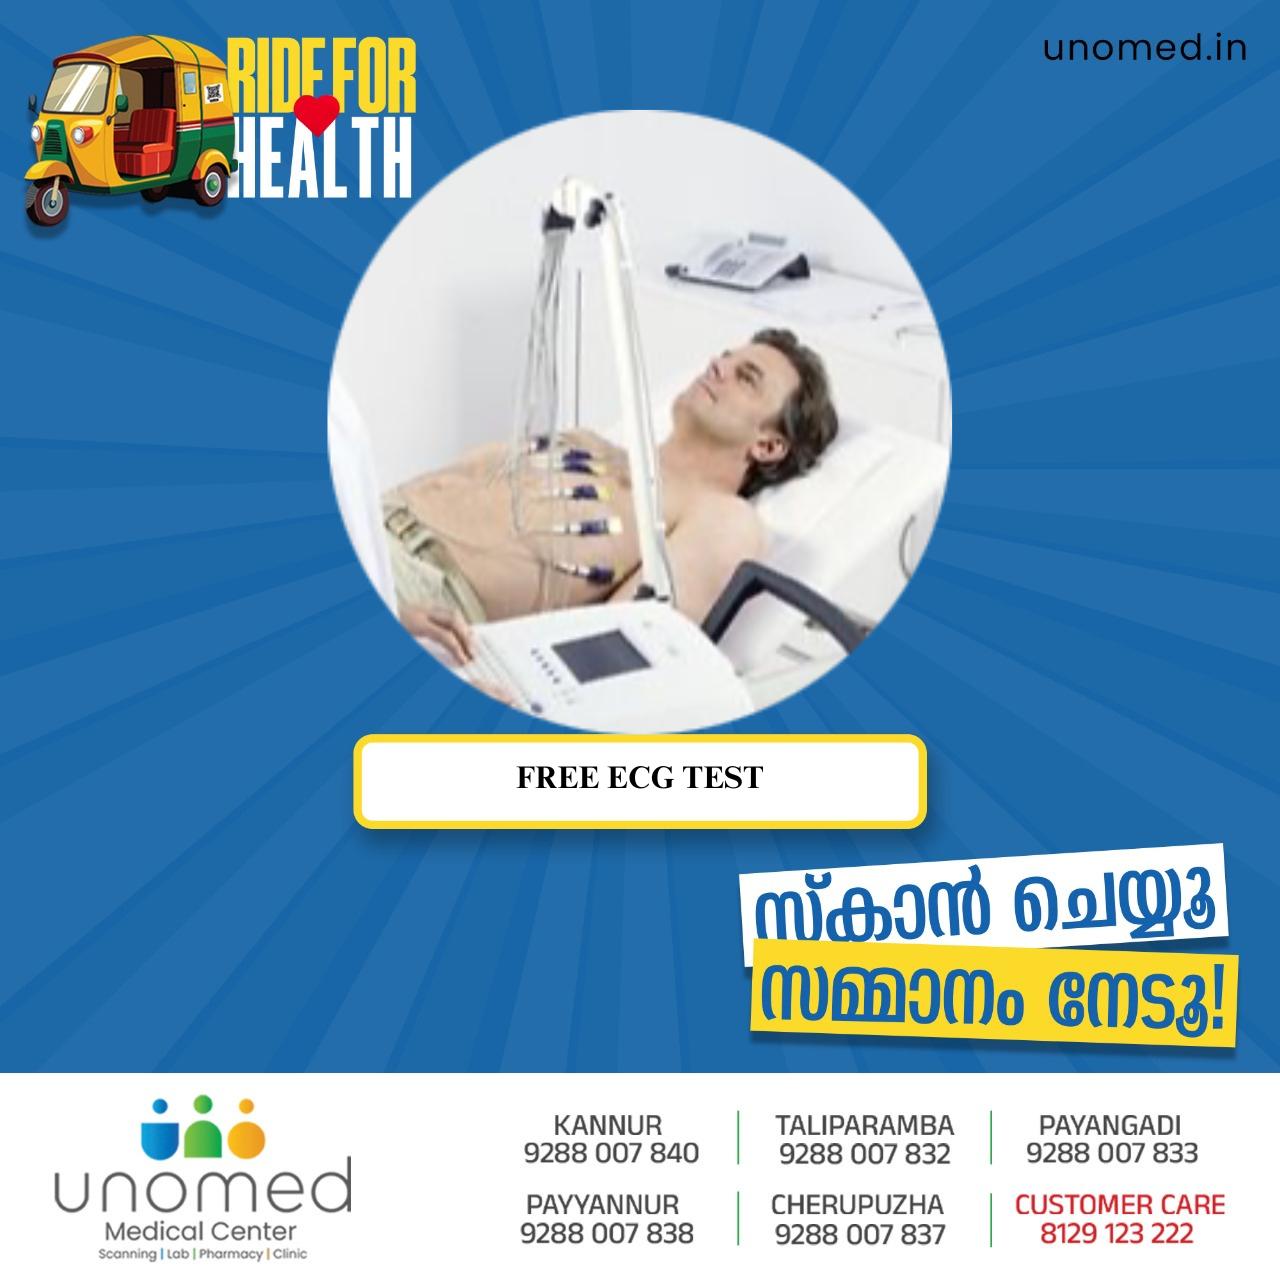 RIDE FOR
HEALTH
unomed.in
FREE ECG TEST
സ്കാൻ ചെയ്യൂ
സമ്മാനം നേടൂ!
unomed
Medical Center
Scanning | Lab | Pharmacy | Clinic
KANNUR
9288 007 840
TALIPARAMBA
9288 007 832
PAYANGADI
9288 007 833
PAYYANNUR
9288 007 838
CHERUPUZHA
9288 007 837
CUSTOMER CARE
8129 123 222